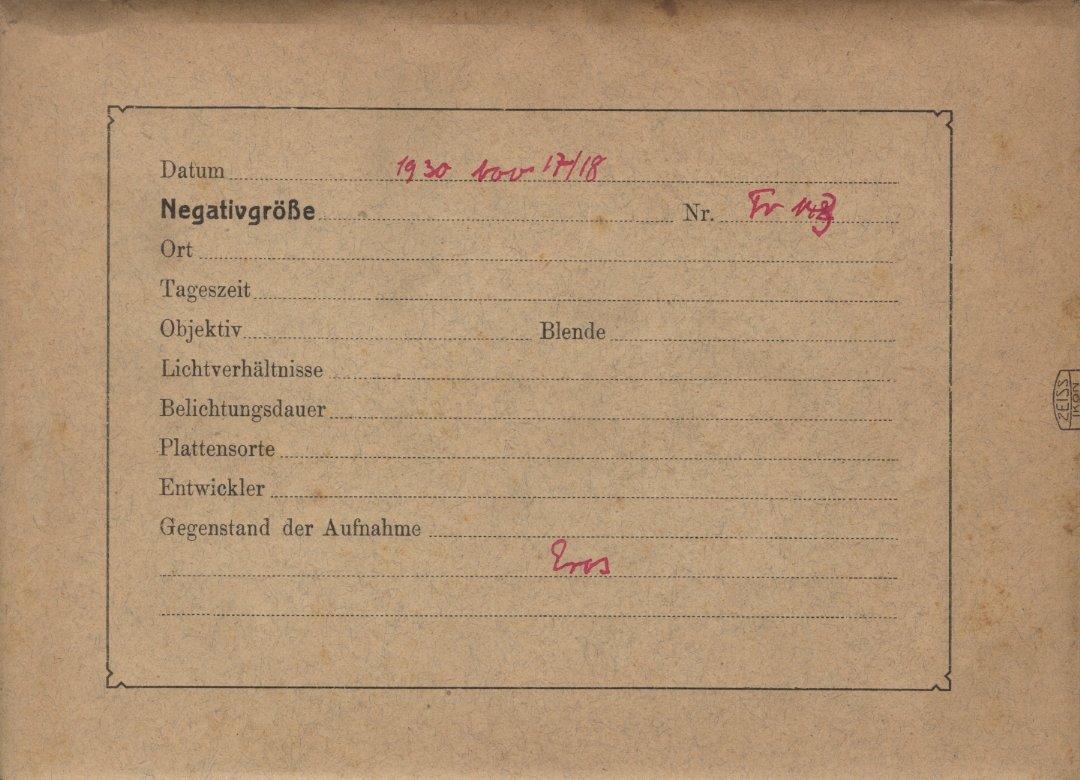 Datum 1930 Nov 17/18
Negativgröße Nr. Tr
Ort
Tageszeit
Objektiv Blende
Lichtverhältnisse
Belichtungsdauer
Plattensorte
Entwickler
Gegenstand der Aufnahme
Eros
ZEISS
IKON